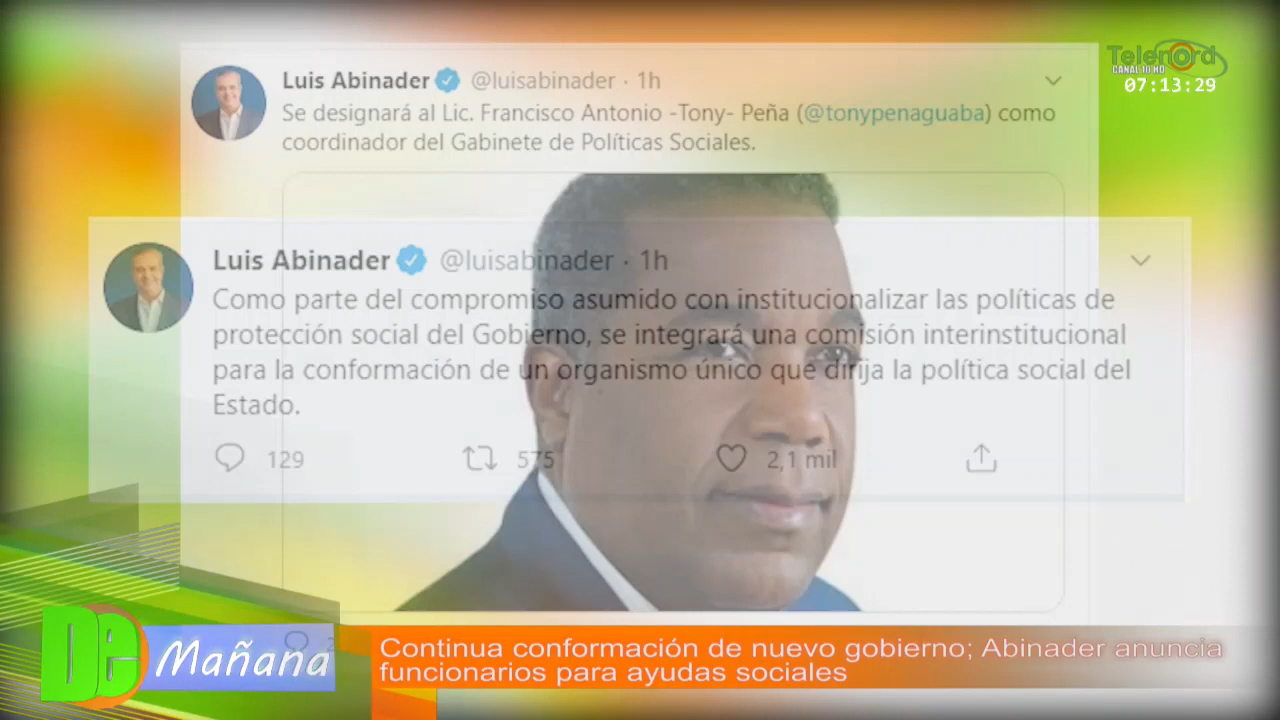 Telenord
CANAL 10.HD
07:13:29
Luis Abinader @luisabinader · 1h
Se designará al Lic. Francisco Antonio -Tony- Peña (@tonypenaguaba) como
coordinador del Gabinete de Políticas Sociales.
Luis Abinader @luisabinader · 1h
Como parte del compromiso asumido con institucionalizar las políticas de
protección social del Gobierno, se integrará una comisión interinstitucional
para la conformación de un organismo único que dirija la política social del
Estado.
129 575 2,1 mil
De Mañana
Continua conformación de nuevo gobierno; Abinader anuncia
funcionarios para ayudas sociales